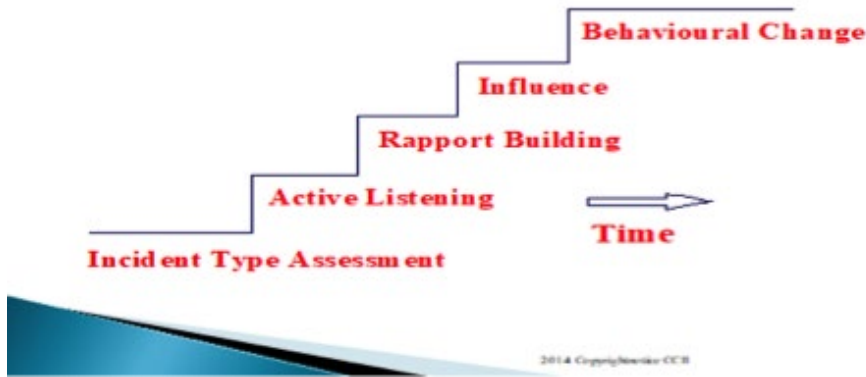 Behavioural Change
Influence
Rapport Building
Active Listening
Time
Incident Type Assessment
2014